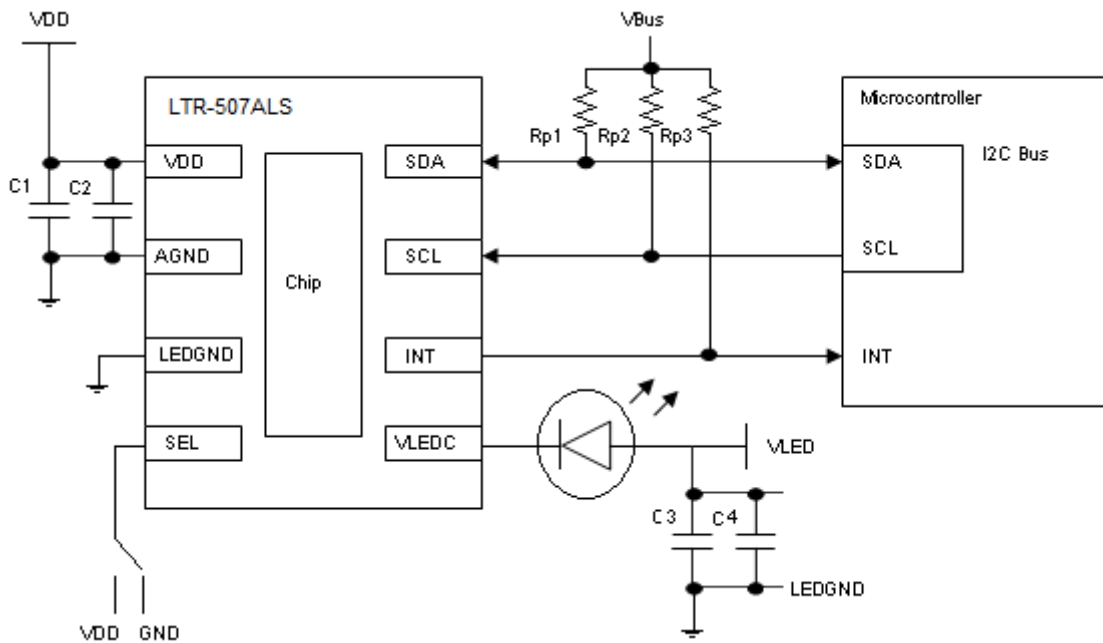 VDD
VBus
LTR-507ALS
Microcontroller
Rp1
Rp2
Rp3
VDD
SDA
SDA
I2C Bus
C1
C2
AGND
SCL
SCL
Chip
LEDGND
INT
INT
SEL
VLEDC
VLED
C3
C4
LEDGND
VDD
GND